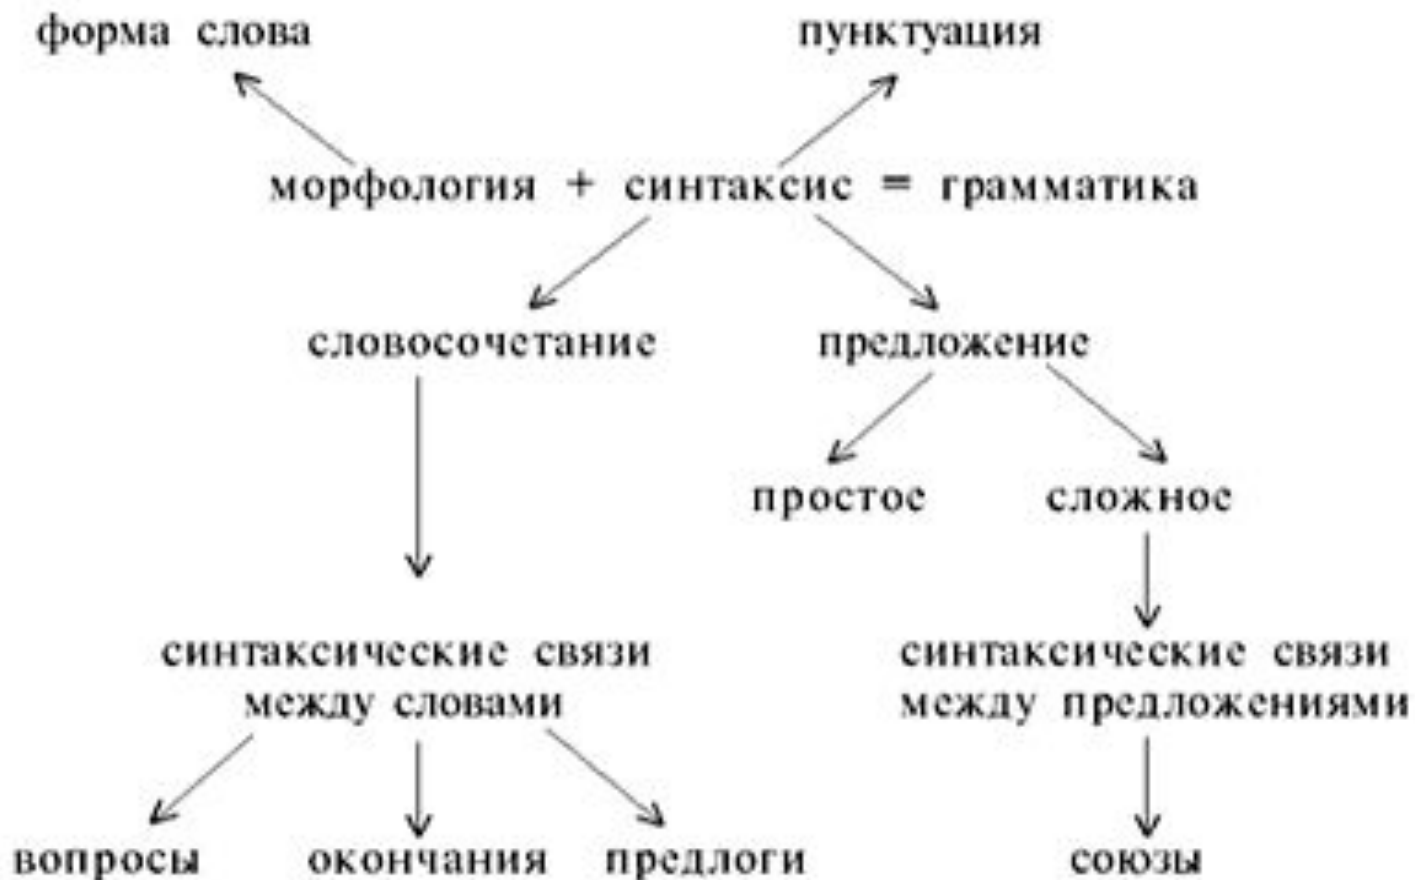 форма слова
пунктуация
морфология + синтаксис = грамматика
словосочетание
предложение
простое
сложное
синтаксические связи
между словами
синтаксические связи
между предложениями
вопросы
окончания
предлоги
союзы